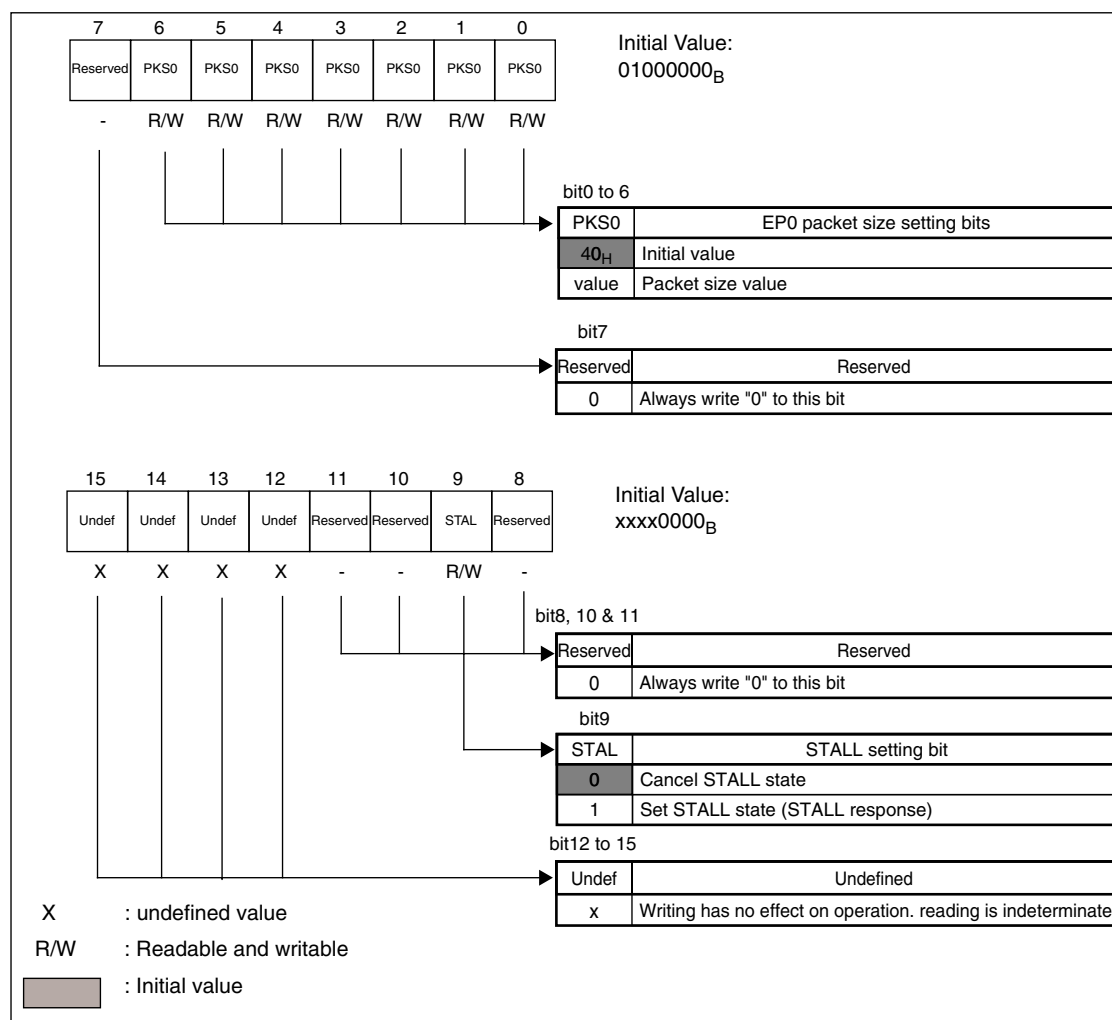 7 6 5 4 3 2 1 0
Initial Value:
Reserved PKS0 PKS0 PKS0 PKS0 PKS0 PKS0 PKS0
01000000B
- R/W R/W R/W R/W R/W R/W R/W
bit0 to 6
PKS0 EP0 packet size setting bits
40H Initial value
value Packet size value
bit7
Reserved Reserved
0 Always write "0" to this bit
15 14 13 12 11 10 9 8
Initial Value:
Undef Undef Undef Undef Reserved Reserved STAL Reserved
xxxx0000B
X X X X - - R/W -
bit8, 10 & 11
Reserved Reserved
0 Always write "0" to this bit
bit9
STAL STALL setting bit
0 Cancel STALL state
1 Set STALL state (STALL response)
bit12 to 15
Undef Undefined
x Writing has no effect on operation. reading is indeterminate
X : undefined value
R/W : Readable and writable
: Initial value